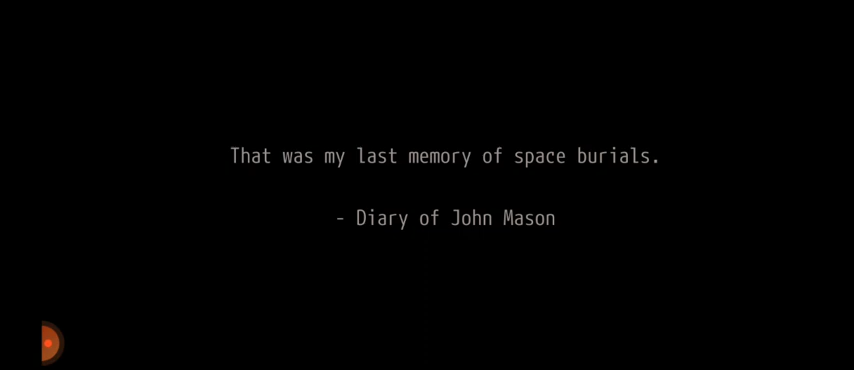 That was my last memory of space burials.
- Diary of John Mason